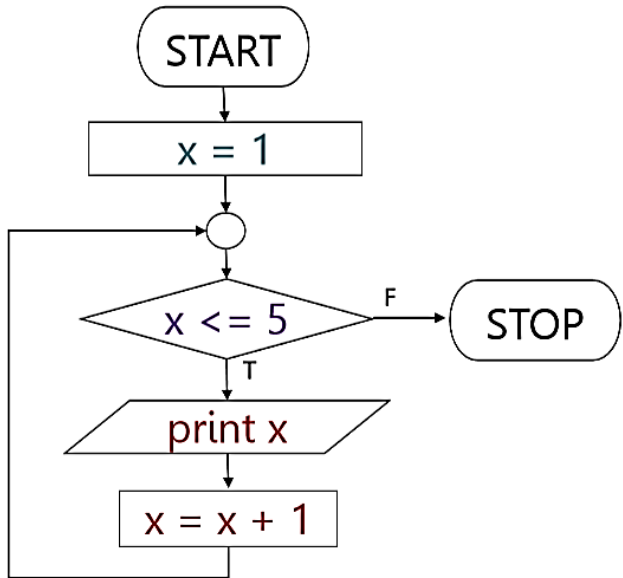 START
x = 1
x <= 5
F
STOP
T
print x
x = x + 1